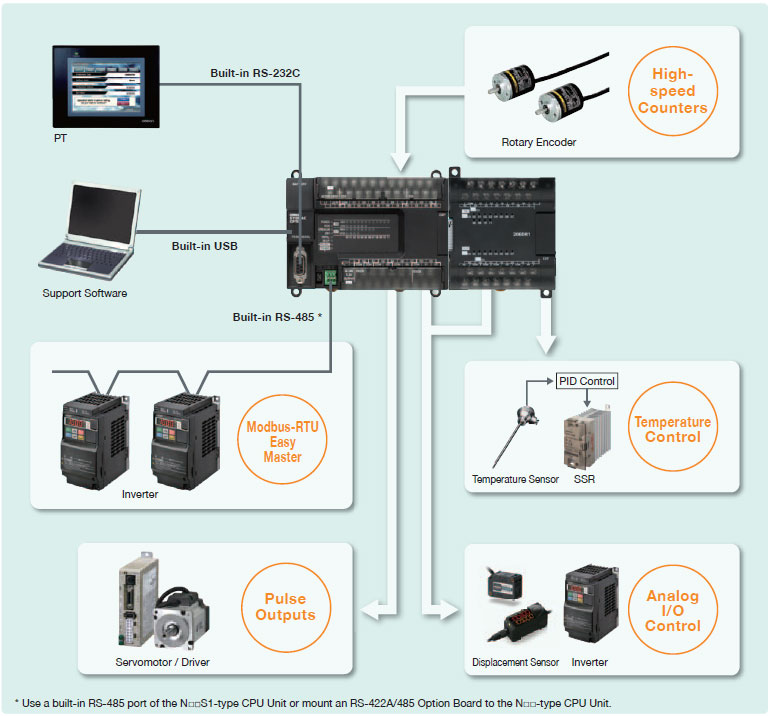 Built-in RS-232C
PT
High-
speed
Counters
Rotary Encoder
Built-in USB
Support Software
Built-in RS-485 *
Modbus-RTU
Easy
Master
Inverter
PID Control
Temperature
Control
Temperature Sensor
SSR
Pulse
Outputs
Servomotor / Driver
Analog
I/O
Control
Displacement Sensor
Inverter
* Use a built-in RS-485 port of the N□□S1-type CPU Unit or mount an RS-422A/485 Option Board to the N□□-type CPU Unit.